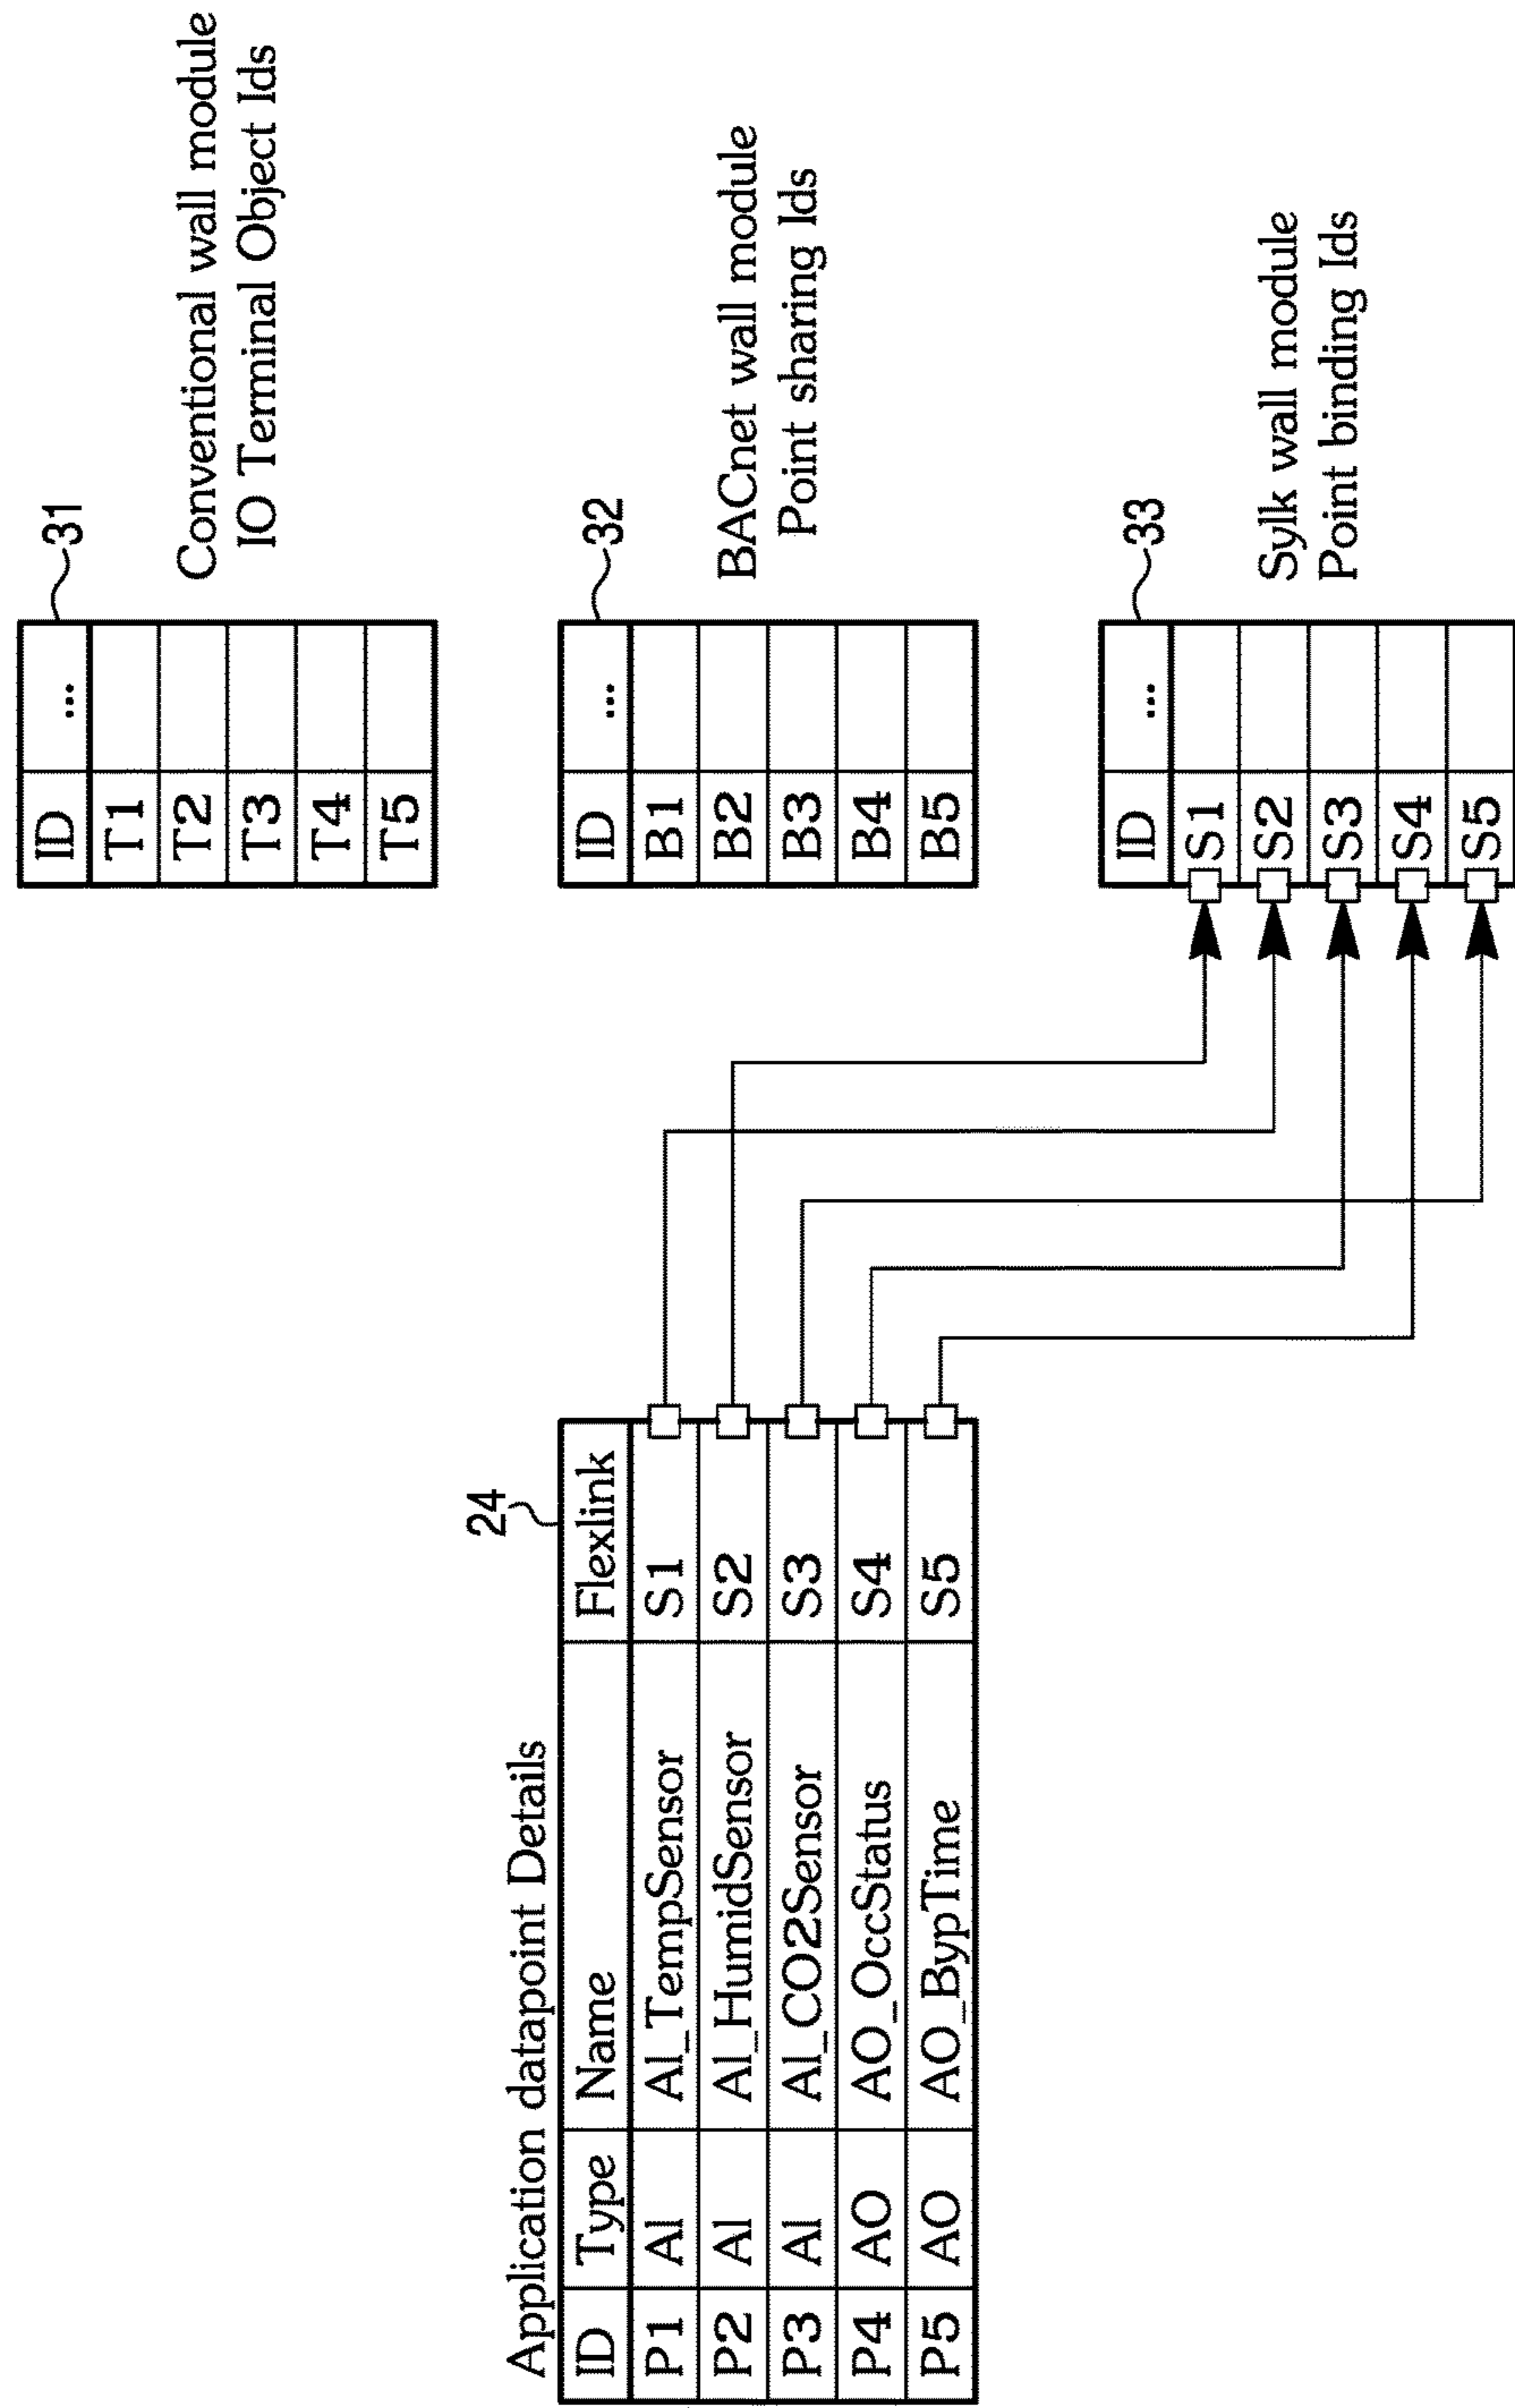 Application datapoint Details
24
ID Type Name Flexlink
P1 AI AI_TempSensor S1
P2 AI AI_HumidSensor S2
P3 AI AI_CO2Sensor S3
P4 AO AO_OccStatus S4
P5 AO AO_BypTime S5
31
ID ...
T1
T2
T3
T4
T5
Conventional wall module
IO Terminal Object Ids
32
ID ...
B1
B2
B3
B4
B5
BACnet wall module
Point sharing Ids
33
ID ...
S1
S2
S3
S4
S5
Sylk wall module
Point binding Ids